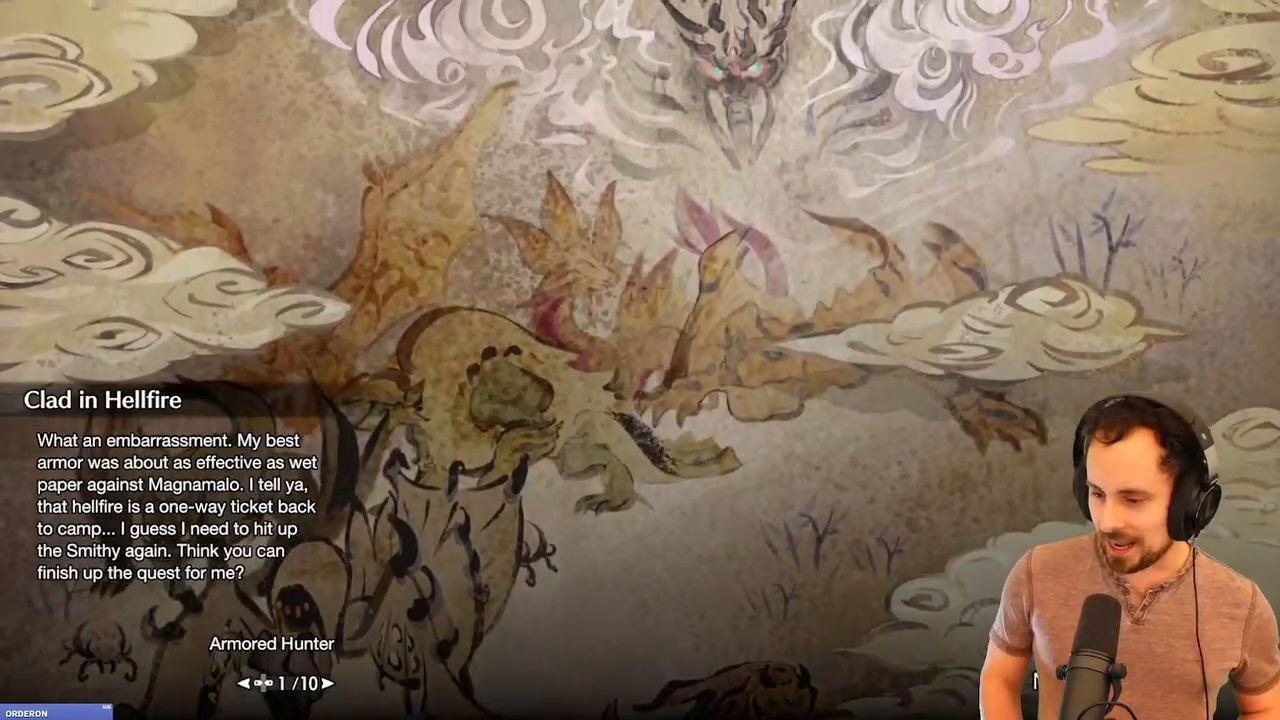 Clad in Hellfire
What an embarrassment. My best
armor was about as effective as wet
paper against Magnamalo. I tell ya,
that hellfire is a one-way ticket back
to camp... I guess I need to hit up
the Smithy again. Think you can
finish up the quest for me?
Armored Hunter
1 / 10
ORDERON
SUB